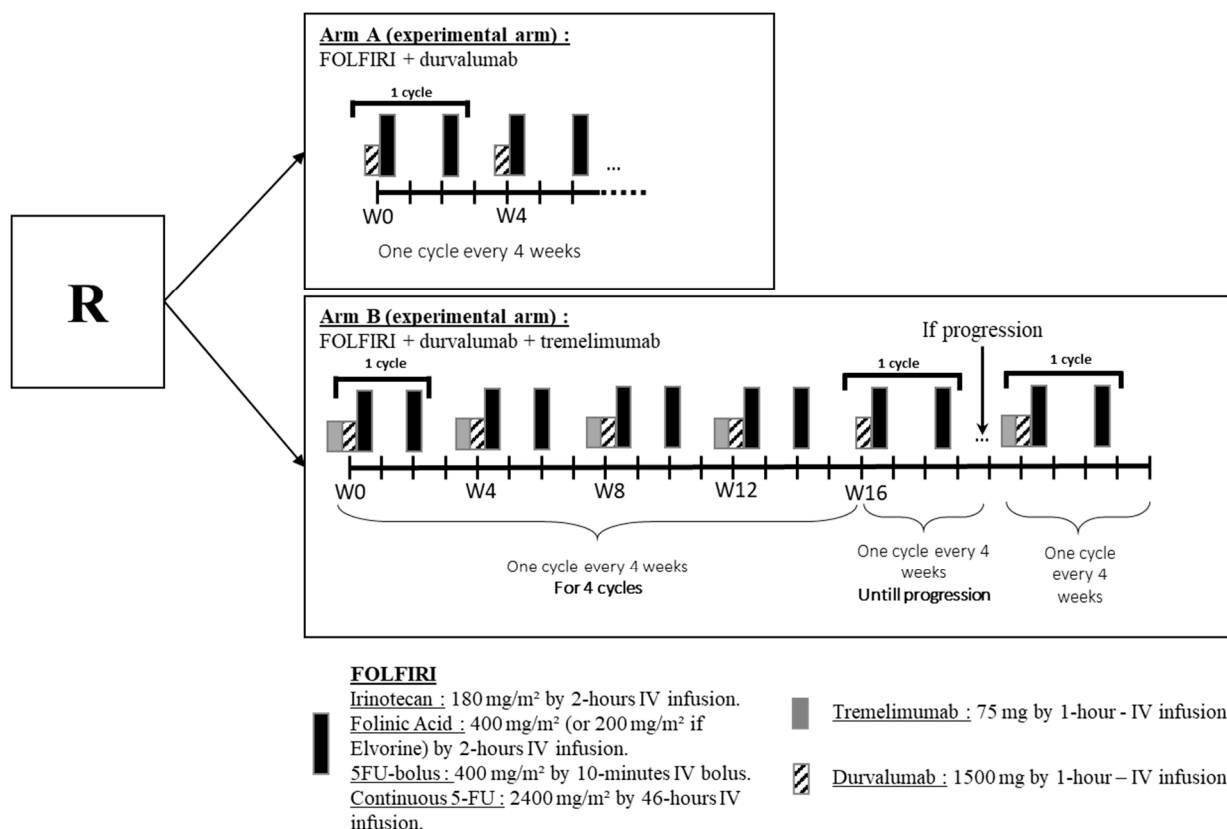 R
Arm A (experimental arm) :
FOLFIRI + durvalumab
1 cycle
...
W0
W4
One cycle every 4 weeks
Arm B (experimental arm) :
FOLFIRI + durvalumab + tremelimumab
1 cycle
If progression
1 cycle
1 cycle
...
W0
W4
W8
W12
W16
One cycle every 4 weeks
For 4 cycles
One cycle every 4
weeks
Untill progression
One cycle
every 4
weeks
FOLFIRI
Irinotecan : 180 mg/m² by 2-hours IV infusion.
Folinic Acid : 400 mg/m² (or 200 mg/m² if
Elvorine) by 2-hours IV infusion.
5FU-bolus : 400 mg/m² by 10-minutes IV bolus.
Continuous 5-FU : 2400 mg/m² by 46-hours IV
infusion.
Tremelimumab : 75 mg by 1-hour - IV infusion
Durvalumab : 1500 mg by 1-hour – IV infusion